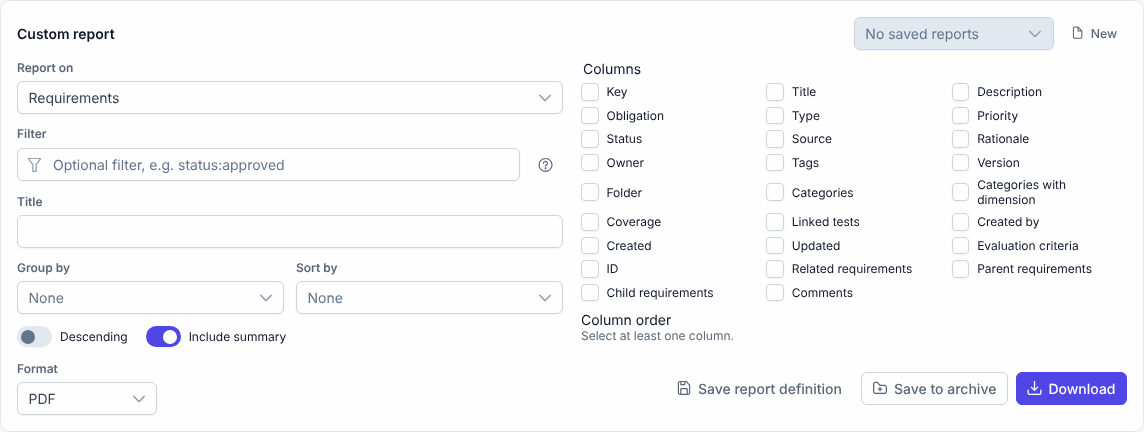 Custom report
No saved reports
New
Report on
Requirements
Filter
Optional filter, e.g. status:approved
Title
Group by
Sort by
None
None
Descending
Include summary
Format
PDF
Columns
Key
Title
Description
Obligation
Type
Priority
Status
Source
Rationale
Owner
Tags
Version
Folder
Categories
Categories with
dimension
Coverage
Linked tests
Created by
Created
Updated
Evaluation criteria
ID
Related requirements
Parent requirements
Child requirements
Comments
Column order
Select at least one column.
Save report definition
Save to archive
Download